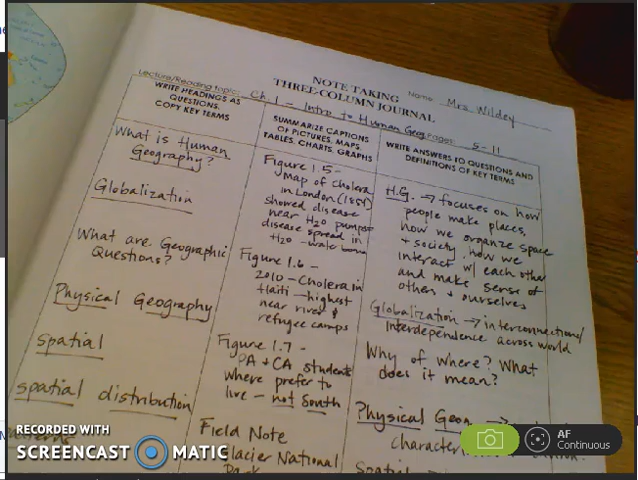 NOTE TAKING
THREE-COLUMN JOURNAL
Name: Mrs Wildey
Lecture/Reading topic: Ch. 1 - Intro to Human Geog Pages: 5-11
WRITE HEADINGS AS
QUESTIONS,
COPY KEY TERMS
What is Human
Geography?
Globalization
What are Geographic
Questions?
Physical Geography
spatial
spatial distribution
SUMMARIZE CAPTIONS
OF PICTURES, MAPS,
TABLES, CHARTS, GRAPHS
Figure 1.5-
Map of Cholera
in London (1854)
showed disease
near H2O pumps
disease spread in
H2O - water borne
Figure 1.6 -
2010 - Cholera in
Haiti - highest
near river &
refugee camps
Figure 1.7 -
PA + CA students
where prefer to
live - not South
Field Note
Glacier National
Park
WRITE ANSWERS TO QUESTIONS AND
DEFINITIONS OF KEY TERMS
H.G. → focuses on how
people make places,
how we organize space
+ society, how we
interact w/ each other
and make sense of
others + ourselves
Globalization → interconnections/
interdependence across world
Why of where? What
does it mean?
Physical Geog →
Spatial
RECORDED WITH
SCREENCAST MATIC
AF
Continuous